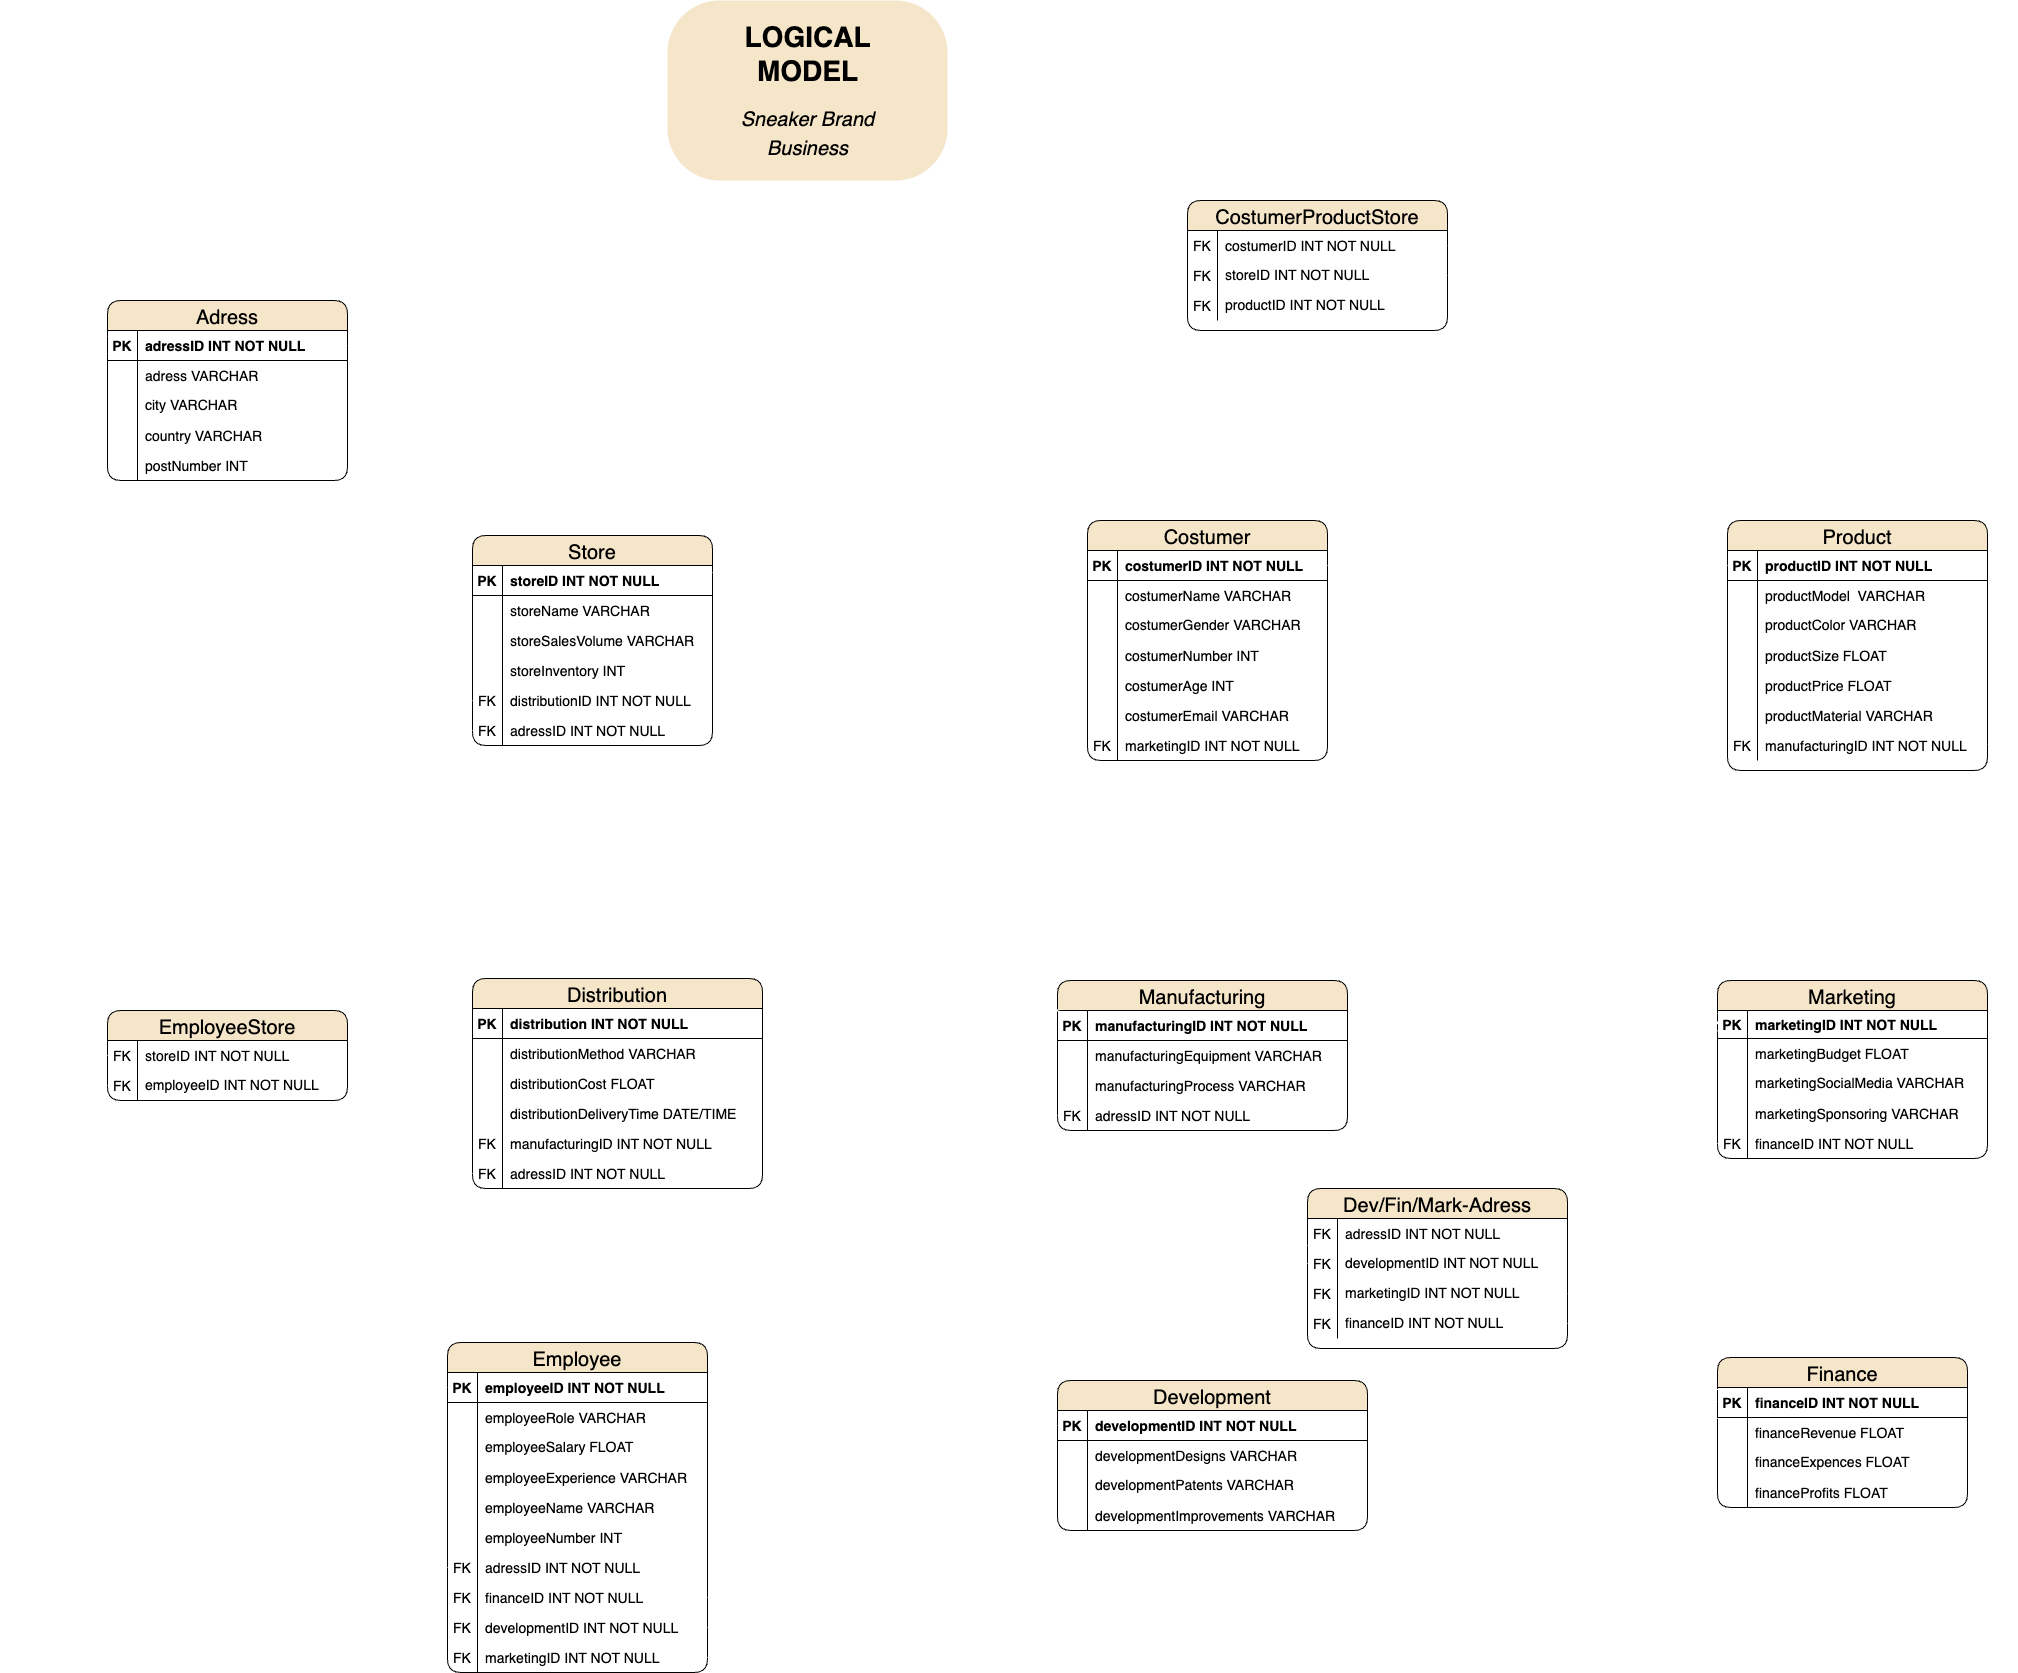 LOGICAL
MODEL
Sneaker Brand
Business
CostumerProductStore
FK costumerID INT NOT NULL
FK storeID INT NOT NULL
FK productID INT NOT NULL
Adress
PK adressID INT NOT NULL
adress VARCHAR
city VARCHAR
country VARCHAR
postNumber INT
Store
PK storeID INT NOT NULL
storeName VARCHAR
storeSalesVolume VARCHAR
storeInventory INT
FK distributionID INT NOT NULL
FK adressID INT NOT NULL
Costumer
PK costumerID INT NOT NULL
costumerName VARCHAR
costumerGender VARCHAR
costumerNumber INT
costumerAge INT
costumerEmail VARCHAR
FK marketingID INT NOT NULL
Product
PK productID INT NOT NULL
productModel  VARCHAR
productColor VARCHAR
productSize FLOAT
productPrice FLOAT
productMaterial VARCHAR
FK manufacturingID INT NOT NULL
EmployeeStore
FK storeID INT NOT NULL
FK employeeID INT NOT NULL
Distribution
PK distribution INT NOT NULL
distributionMethod VARCHAR
distributionCost FLOAT
distributionDeliveryTime DATE/TIME
FK manufacturingID INT NOT NULL
FK adressID INT NOT NULL
Manufacturing
PK manufacturingID INT NOT NULL
manufacturingEquipment VARCHAR
manufacturingProcess VARCHAR
FK adressID INT NOT NULL
Marketing
PK marketingID INT NOT NULL
marketingBudget FLOAT
marketingSocialMedia VARCHAR
marketingSponsoring VARCHAR
FK financeID INT NOT NULL
Dev/Fin/Mark-Adress
FK adressID INT NOT NULL
FK developmentID INT NOT NULL
FK marketingID INT NOT NULL
FK financeID INT NOT NULL
Employee
PK employeeID INT NOT NULL
employeeRole VARCHAR
employeeSalary FLOAT
employeeExperience VARCHAR
employeeName VARCHAR
employeeNumber INT
FK adressID INT NOT NULL
FK financeID INT NOT NULL
FK developmentID INT NOT NULL
FK marketingID INT NOT NULL
Development
PK developmentID INT NOT NULL
developmentDesigns VARCHAR
developmentPatents VARCHAR
developmentImprovements VARCHAR
Finance
PK financeID INT NOT NULL
financeRevenue FLOAT
financeExpences FLOAT
financeProfits FLOAT